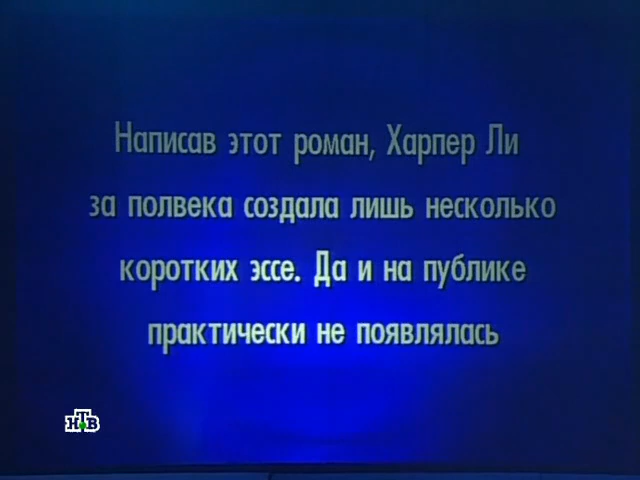 Написав этот роман, Харпер Ли
за полвека создала лишь несколько
коротких эссе. Да и на публике
практически не появлялась
НТВ